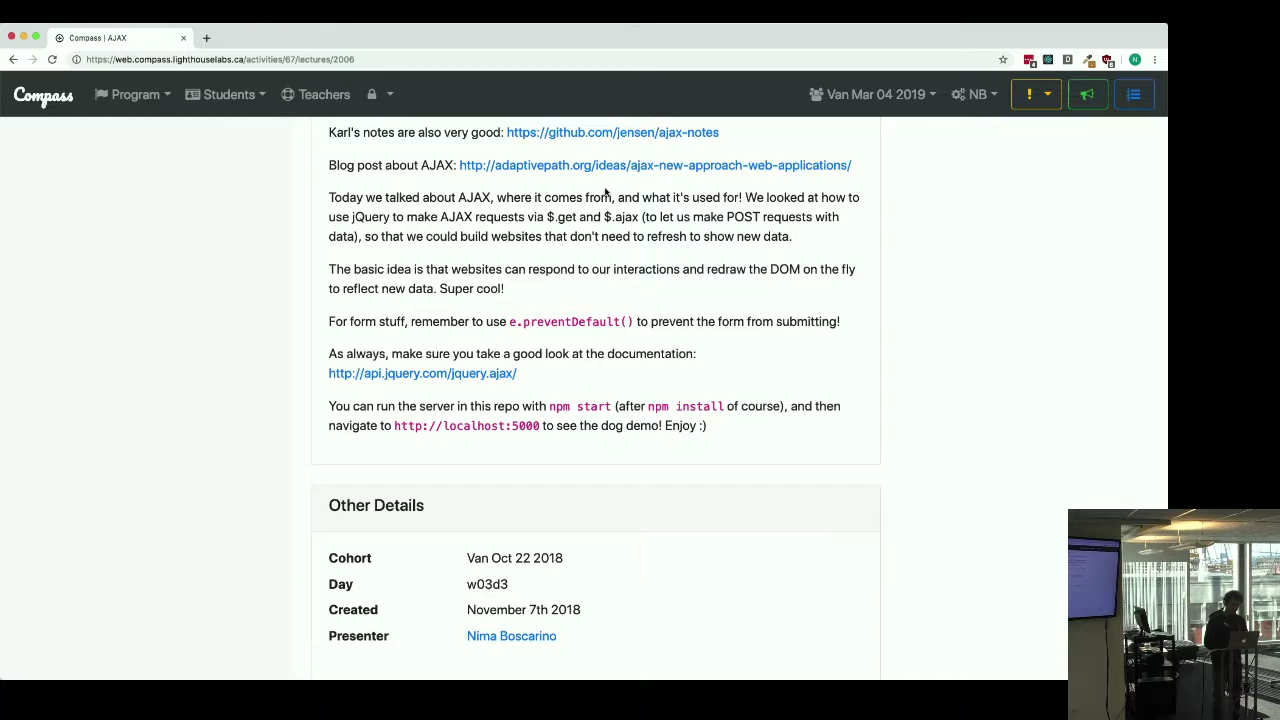 Compass | AJAX
https://web.compass.lighthouselabs.ca/activities/67/lectures/2006
N
Compass
Program
Students
Teachers
Van Mar 04 2019
NB
Karl's notes are also very good: https://github.com/jensen/ajax-notes
Blog post about AJAX: http://adaptivepath.org/ideas/ajax-new-approach-web-applications/
Today we talked about AJAX, where it comes from, and what it's used for! We looked at how to
use jQuery to make AJAX requests via $.get and $.ajax (to let us make POST requests with
data), so that we could build websites that don't need to refresh to show new data.
The basic idea is that websites can respond to our interactions and redraw the DOM on the fly
to reflect new data. Super cool!
For form stuff, remember to use e.preventDefault() to prevent the form from submitting!
As always, make sure you take a good look at the documentation:
http://api.jquery.com/jquery.ajax/
You can run the server in this repo with npm start (after npm install of course), and then
navigate to http://localhost:5000 to see the dog demo! Enjoy :)
Other Details
Cohort Van Oct 22 2018
Day w03d3
Created November 7th 2018
Presenter Nima Boscarino